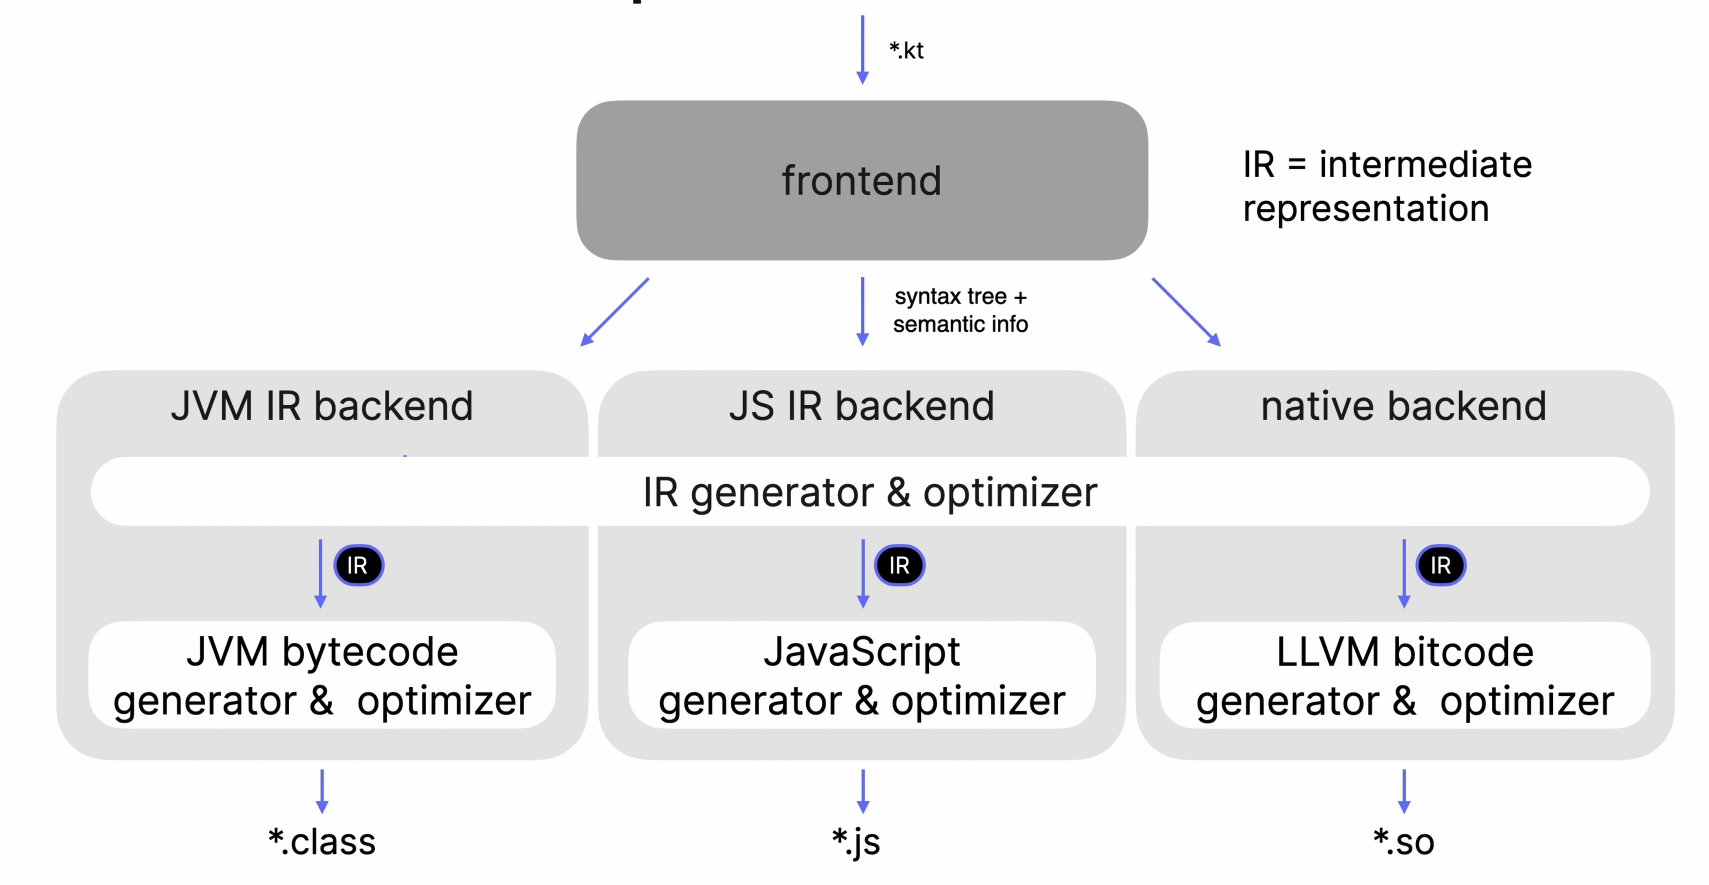 *.kt
frontend
IR = intermediate
representation
syntax tree +
semantic info
JVM IR backend
JS IR backend
native backend
IR generator & optimizer
IR
IR
IR
JVM bytecode
generator & optimizer
JavaScript
generator & optimizer
LLVM bitcode
generator & optimizer
*.class
*.js
*.so